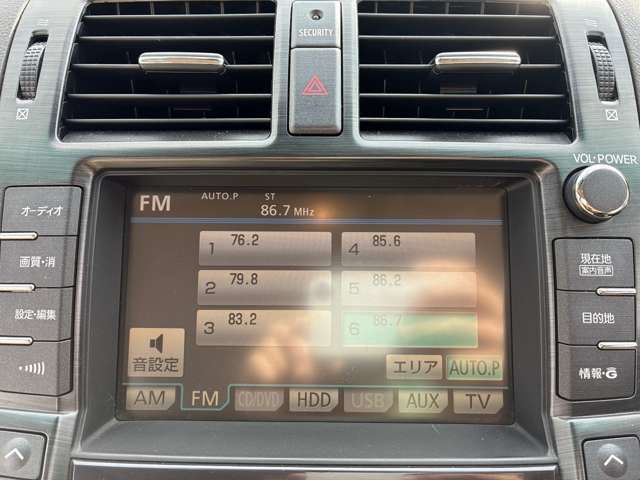 SECURITY
VOL·POWER
オーディオ
画質・消
設定・編集
FM AUTO.P ST
86.7 MHz
1 76.2
4 85.6
2 79.8
5 86.2
3 83.2
6 86.7
音設定
エリア AUTO.P
AM FM CD/DVD HDD USB AUX TV
現在地
案内音声
目的地
情報・G